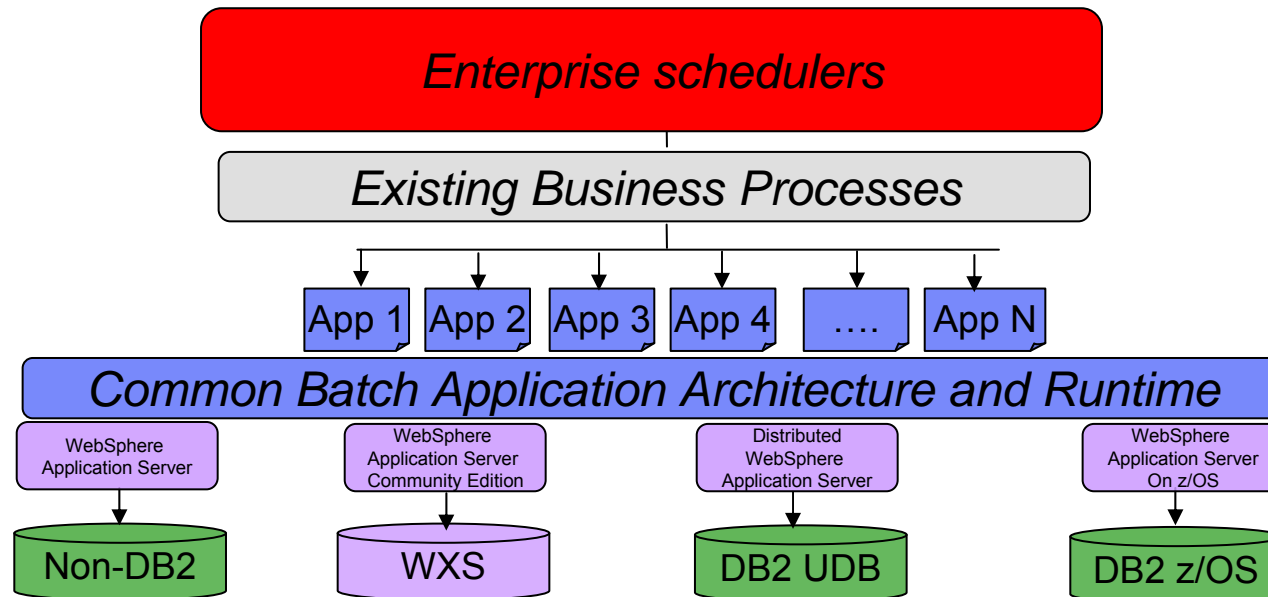 Enterprise schedulers
Existing Business Processes
App 1
App 2
App 3
App 4
....
App N
Common Batch Application Architecture and Runtime
WebSphere
Application Server
WebSphere
Application Server
Community Edition
Distributed
WebSphere
Application Server
WebSphere
Application Server
On z/OS
Non-DB2
WXS
DB2 UDB
DB2 z/OS